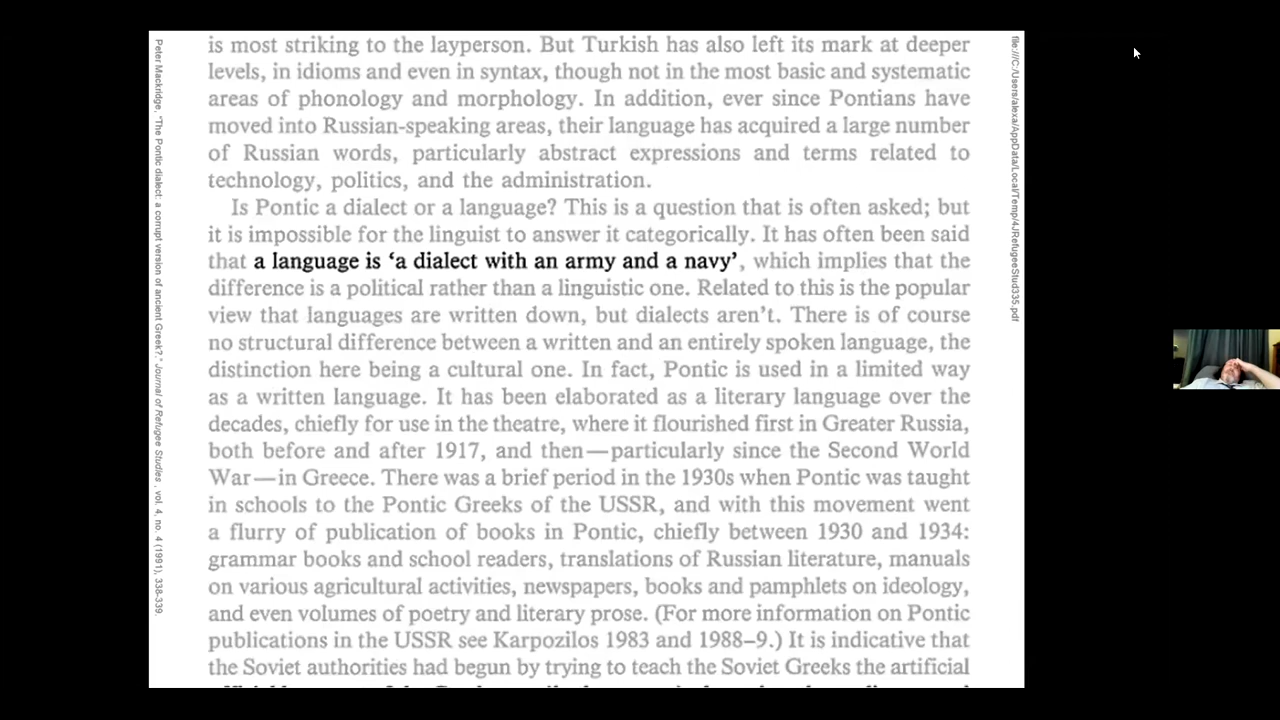 is most striking to the layperson. But Turkish has also left its mark at deeper
levels, in idioms and even in syntax, though not in the most basic and systematic
areas of phonology and morphology. In addition, ever since Pontians have
moved into Russian-speaking areas, their language has acquired a large number
of Russian words, particularly abstract expressions and terms related to
technology, politics, and the administration.
Is Pontic a dialect or a language? This is a question that is often asked; but
it is impossible for the linguist to answer it categorically. It has often been said
that a language is ‘a dialect with an army and a navy’, which implies that the
difference is a political rather than a linguistic one. Related to this is the popular
view that languages are written down, but dialects aren’t. There is of course
no structural difference between a written and an entirely spoken language, the
distinction here being a cultural one. In fact, Pontic is used in a limited way
as a written language. It has been elaborated as a literary language over the
decades, chiefly for use in the theatre, where it flourished first in Greater Russia,
both before and after 1917, and then—particularly since the Second World
War—in Greece. There was a brief period in the 1930s when Pontic was taught
in schools to the Pontic Greeks of the USSR, and with this movement went
a flurry of publication of books in Pontic, chiefly between 1930 and 1934:
grammar books and school readers, translations of Russian literature, manuals
on various agricultural activities, newspapers, books and pamphlets on ideology,
and even volumes of poetry and literary prose. (For more information on Pontic
publications in the USSR see Karpozilos 1983 and 1988–9.) It is indicative that
the Soviet authorities had begun by trying to teach the Soviet Greeks the artificial
Peter Mackridge, "The Pontic dialect: a corrupt version of ancient Greek?." Journal of Refugee Studies, vol. 4, no. 4 (1991), 338-339.
file:///C:/Users/alexa/AppData/Local/Temp/4JRefugeeStud335.pdf